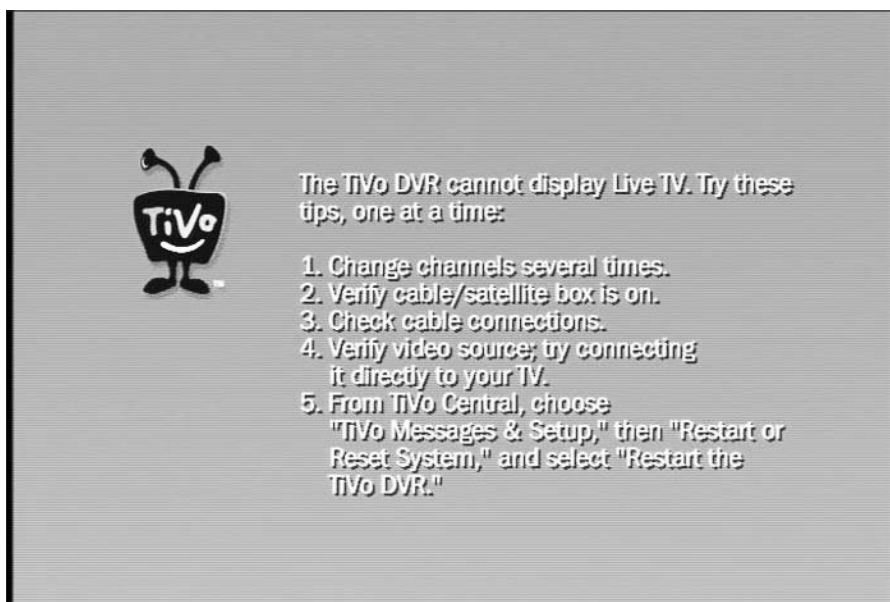 TiVo
The TiVo DVR cannot display Live TV. Try these
tips, one at a time:
1. Change channels several times.
2. Verify cable/satellite box is on.
3. Check cable connections.
4. Verify video source; try connecting
it directly to your TV.
5. From TiVo Central, choose
"TiVo Messages & Setup," then "Restart or
Reset System," and select "Restart the
TiVo DVR."